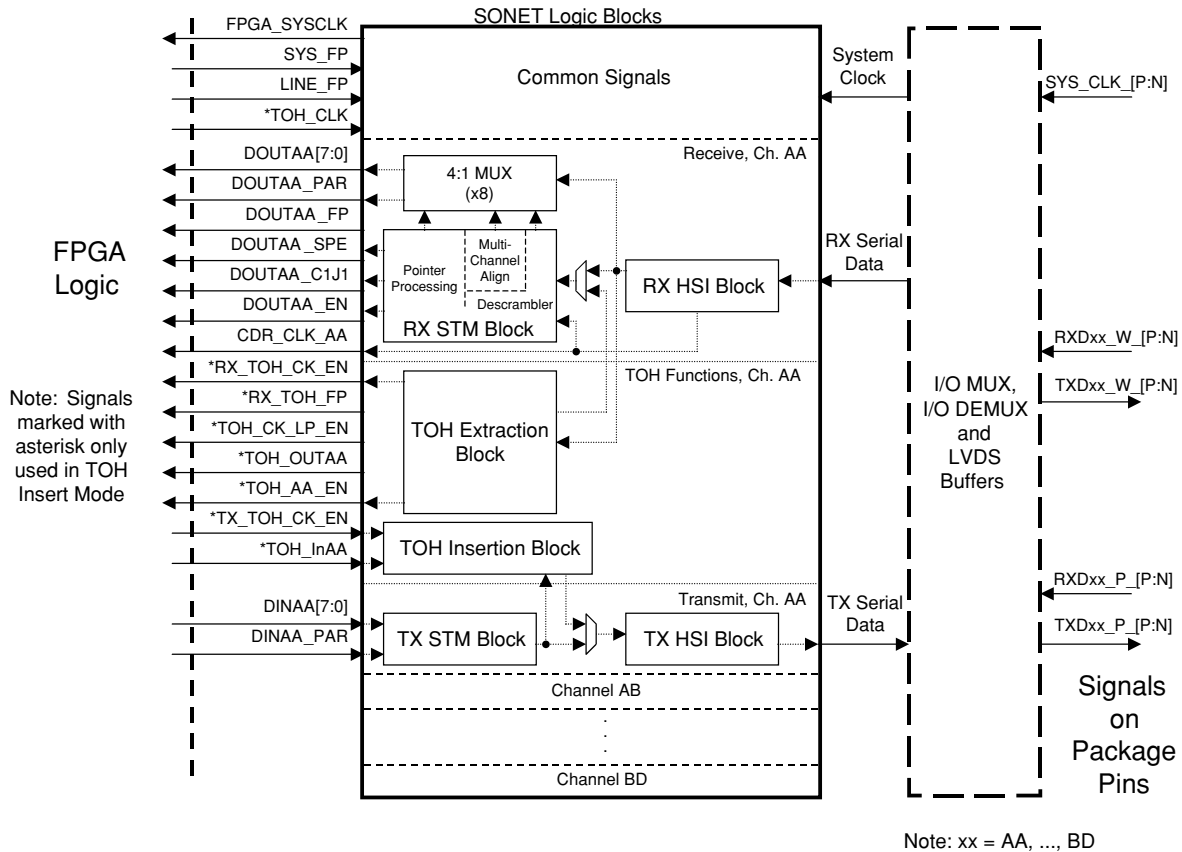 SONET Logic Blocks
FPGA_SYSCLK
SYS_FP
LINE_FP
*TOH_CLK
Common Signals
System
Clock
SYS_CLK_[P:N]
Receive, Ch. AA
DOUTAA[7:0]
DOUTAA_PAR
DOUTAA_FP
DOUTAA_SPE
DOUTAA_C1J1
DOUTAA_EN
CDR_CLK_AA
4:1 MUX
(x8)
Pointer
Processing
Multi-
Channel
Align
Descrambler
RX STM Block
RX HSI Block
RX Serial
Data
FPGA
Logic
TOH Functions, Ch. AA
*RX_TOH_CK_EN
*RX_TOH_FP
*TOH_CK_LP_EN
*TOH_OUTAA
*TOH_AA_EN
*TX_TOH_CK_EN
*TOH_InAA
TOH Extraction
Block
TOH Insertion Block
Note: Signals
marked with
asterisk only
used in TOH
Insert Mode
I/O MUX,
I/O DEMUX
and
LVDS
Buffers
RXDxx_W_[P:N]
TXDxx_W_[P:N]
Transmit, Ch. AA
DINAA[7:0]
DINAA_PAR
TX STM Block
TX HSI Block
TX Serial
Data
RXDxx_P_[P:N]
TXDxx_P_[P:N]
Channel AB
.
.
.
Channel BD
Signals
on
Package
Pins
Note: xx = AA, ..., BD